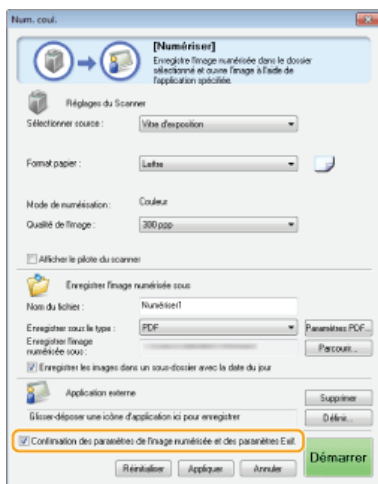 Num. coul.
[Numériser]
Enregistre l'image numérisée dans le dossier
sélectionné et ouvre l'image à l'aide de
l'application spécifiée.
Réglages du Scanner
Sélectionner source : Vitre d'exposition
Format papier : Lettre
Mode de numérisation : Couleur
Qualité de l'image : 300 ppp
Afficher le pilote du scanner
Enregistrer l'image numérisée sous
Nom du fichier : Numériser1
Enregistrer sous le type : PDF Paramètres PDF...
Enregistrer l'image
numérisée sous : Parcourir...
Enregistrer les images dans un sous-dossier avec la date du jour
Application externe Supprimer
Glisser-déposer une icône d'application ici pour enregistrer Définir...
Confirmation des paramètres de l'image numérisée et des paramètres Exif.
Démarrer
Réinitialiser Appliquer Annuler